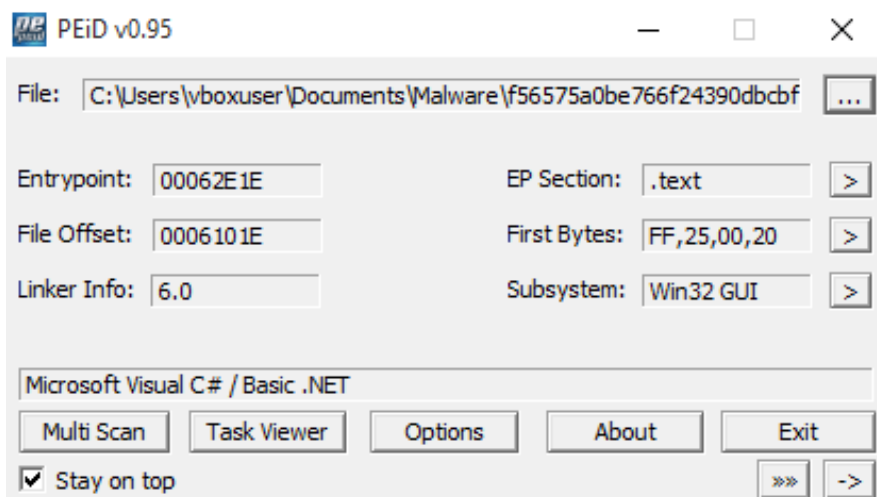 PEiD v0.95
File: C:\Users\vboxuser\Documents\Malware\f56575a0be766f24390dbcbf ...
Entrypoint: 00062E1E EP Section: .text >
File Offset: 0006101E First Bytes: FF,25,00,20 >
Linker Info: 6.0 Subsystem: Win32 GUI >
Microsoft Visual C# / Basic .NET
Multi Scan Task Viewer Options About Exit
Stay on top »» ->